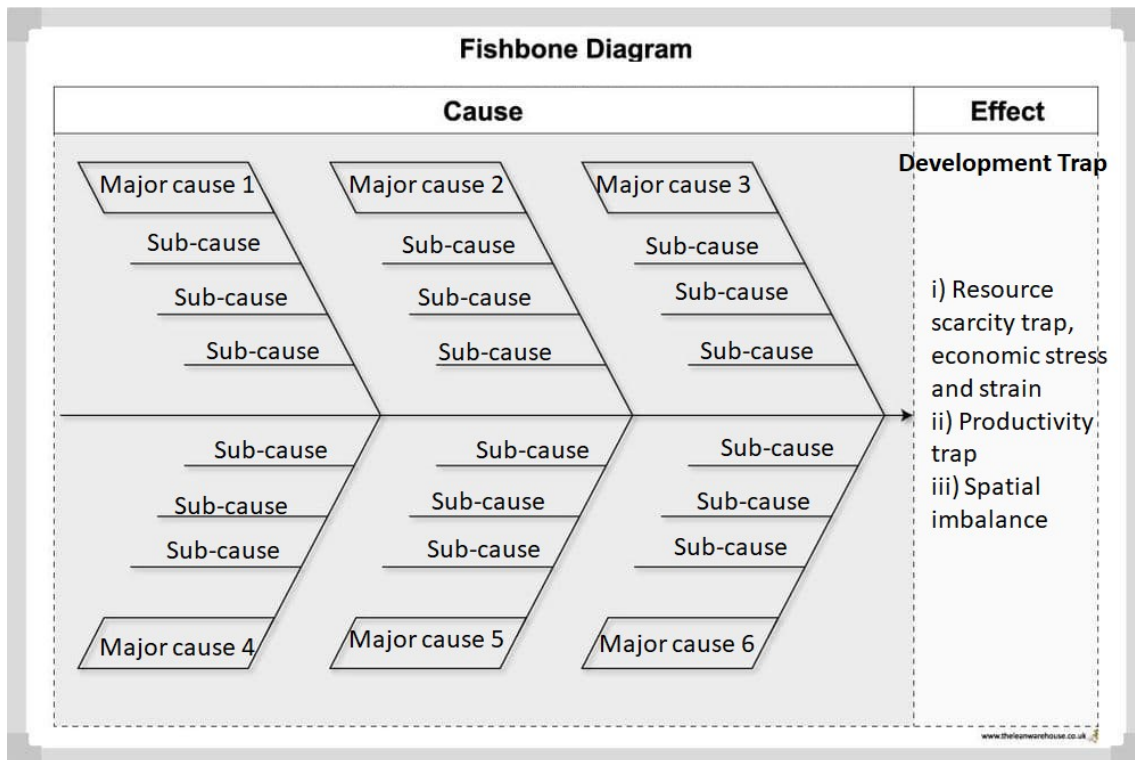 Fishbone Diagram
Cause
Effect
Development Trap
Major cause 1
Major cause 2
Major cause 3
Sub-cause
Sub-cause
Sub-cause
Sub-cause
Sub-cause
Sub-cause
Sub-cause
Sub-cause
Sub-cause
i) Resource
scarcity trap,
economic stress
and strain
ii) Productivity
trap
iii) Spatial
imbalance
Sub-cause
Sub-cause
Sub-cause
Sub-cause
Sub-cause
Sub-cause
Sub-cause
Sub-cause
Sub-cause
Major cause 4
Major cause 5
Major cause 6
www.theleanwarehouse.co.uk